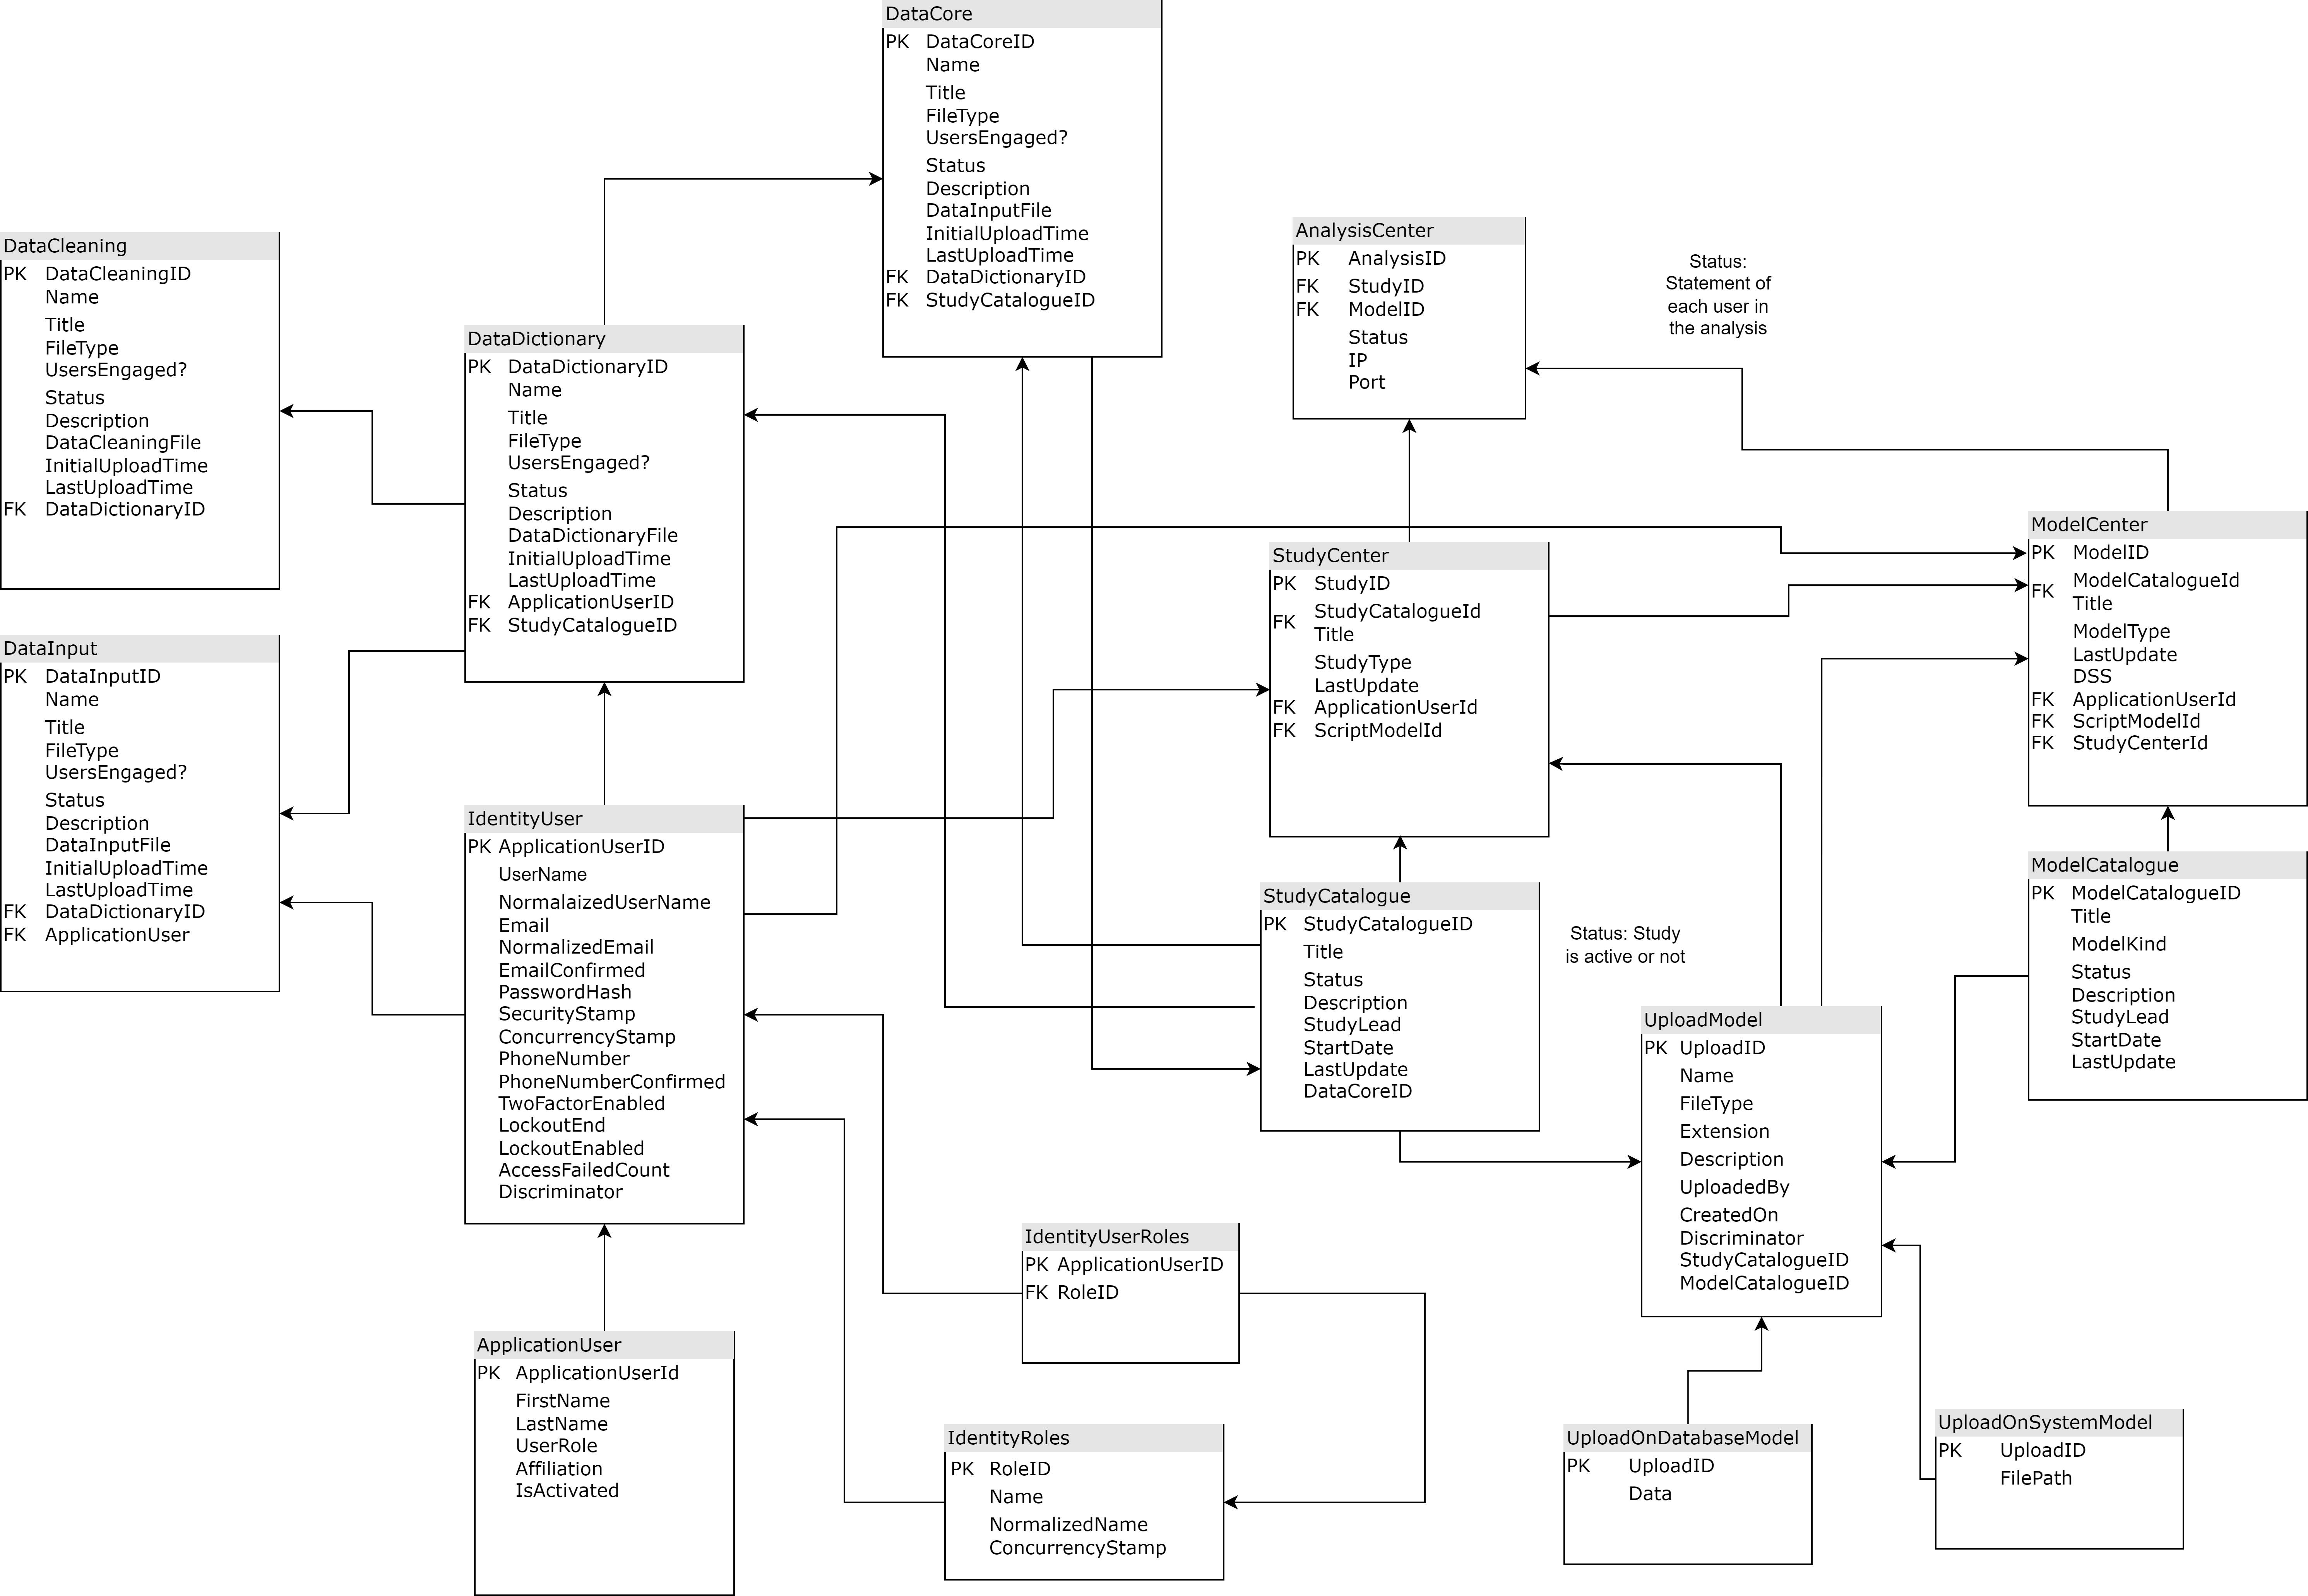 DataCore
PK DataCoreID
Name
Title
FileType
UsersEngaged?
Status
Description
DataInputFile
InitialUploadTime
LastUploadTime
FK DataDictionaryID
FK StudyCatalogueID
DataCleaning
PK DataCleaningID
Name
Title
FileType
UsersEngaged?
Status
Description
DataCleaningFile
InitialUploadTime
LastUploadTime
FK DataDictionaryID
DataDictionary
PK DataDictionaryID
Name
Title
FileType
UsersEngaged?
Status
Description
DataDictionaryFile
InitialUploadTime
LastUploadTime
FK ApplicationUserID
FK StudyCatalogueID
AnalysisCenter
PK AnalysisID
FK StudyID
FK ModelID
Status
IP
Port
Status:
Statement of
each user in
the analysis
DataInput
PK DataInputID
Name
Title
FileType
UsersEngaged?
Status
Description
DataInputFile
InitialUploadTime
LastUploadTime
FK DataDictionaryID
FK ApplicationUser
IdentityUser
PK ApplicationUserID
UserName
NormalaizedUserName
Email
NormalizedEmail
EmailConfirmed
PasswordHash
SecurityStamp
ConcurrencyStamp
PhoneNumber
PhoneNumberConfirmed
TwoFactorEnabled
LockoutEnd
LockoutEnabled
AccessFailedCount
Discriminator
StudyCenter
PK StudyID
StudyCatalogueId
FK
Title
StudyType
LastUpdate
FK ApplicationUserId
FK ScriptModelId
ModelCenter
PK ModelID
ModelCatalogueId
FK
Title
ModelType
LastUpdate
DSS
FK ApplicationUserId
FK ScriptModelId
FK StudyCenterId
StudyCatalogue
PK StudyCatalogueID
Title
Status
Description
StudyLead
StartDate
LastUpdate
DataCoreID
Status: Study
is active or not
ModelCatalogue
PK ModelCatalogueID
Title
ModelKind
Status
Description
StudyLead
StartDate
LastUpdate
UploadModel
PK UploadID
Name
FileType
Extension
Description
UploadedBy
CreatedOn
Discriminator
StudyCatalogueID
ModelCatalogueID
IdentityUserRoles
PK ApplicationUserID
FK RoleID
ApplicationUser
PK ApplicationUserId
FirstName
LastName
UserRole
Affiliation
IsActivated
IdentityRoles
PK RoleID
Name
NormalizedName
ConcurrencyStamp
UploadOnDatabaseModel
PK UploadID
Data
UploadOnSystemModel
PK UploadID
FilePath